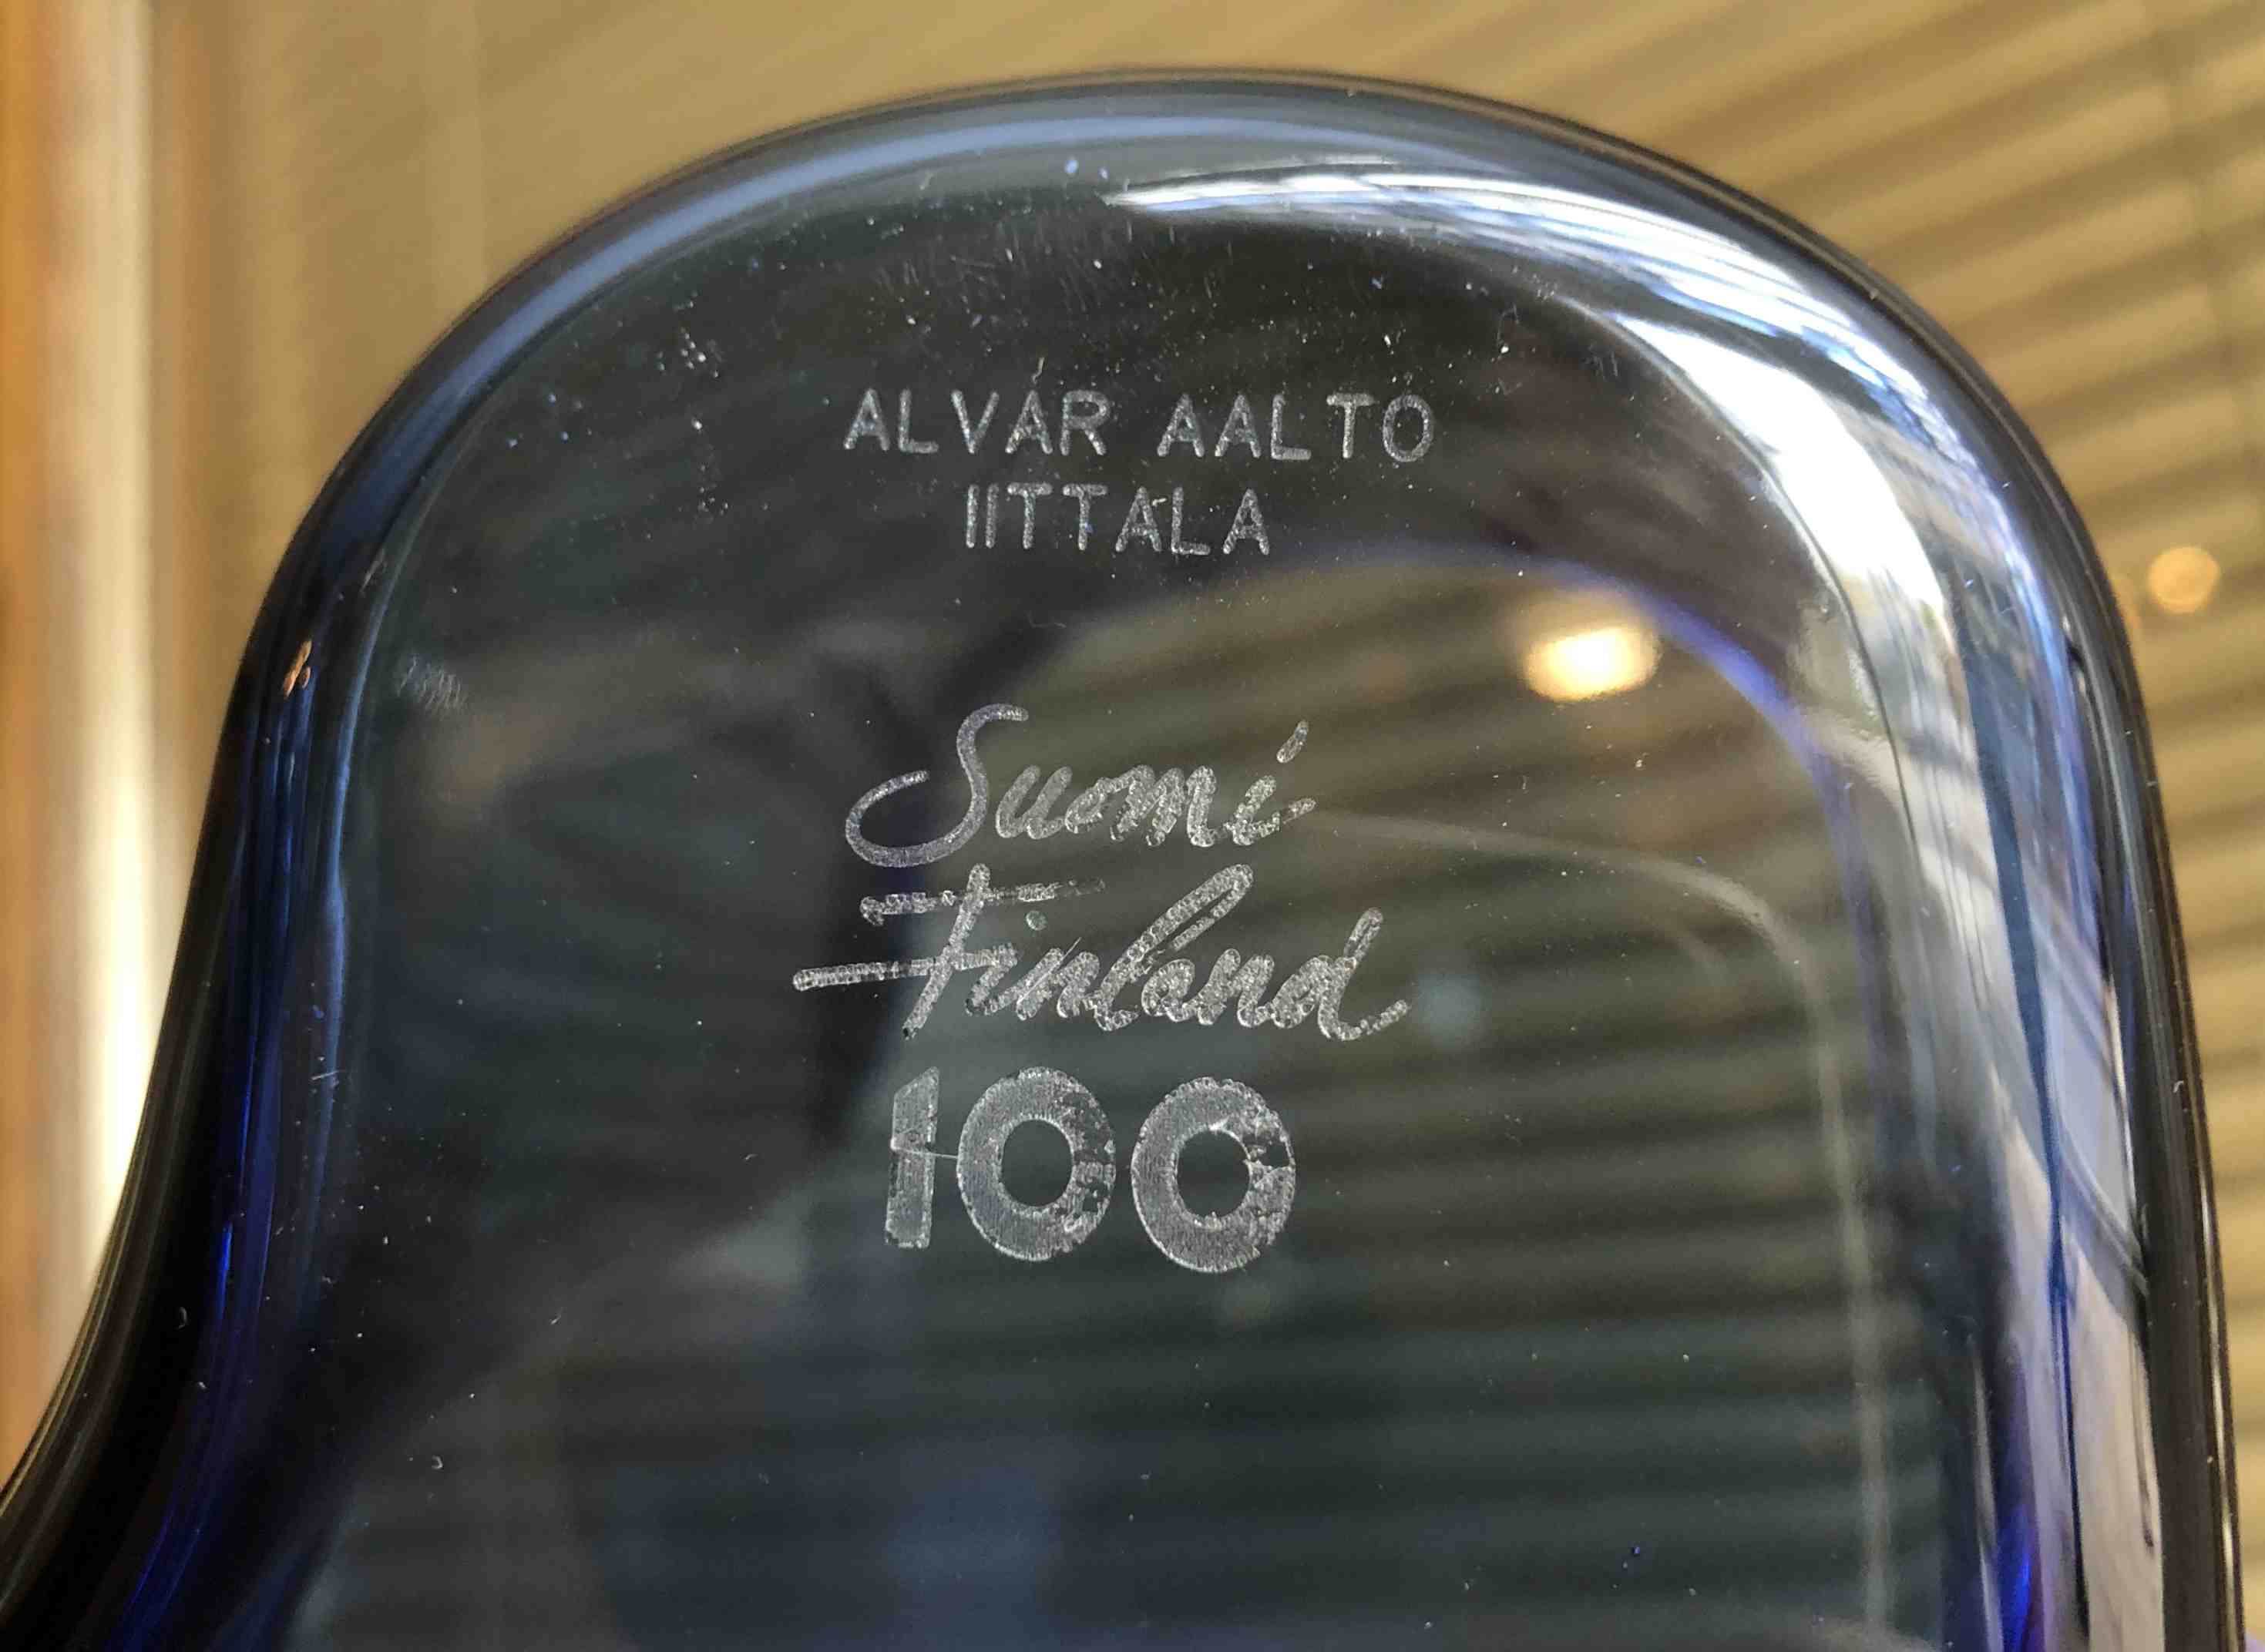 ALVAR AALTO
IITTALA
Suomi
Finland
100